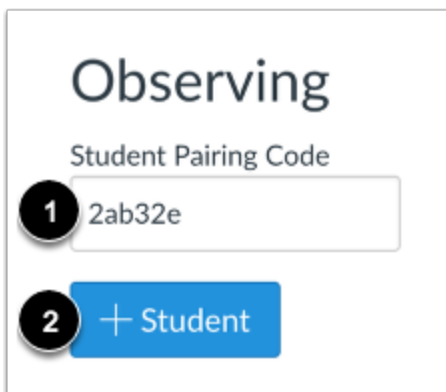 Observing
Student Pairing Code
1 2ab32e
2 + Student